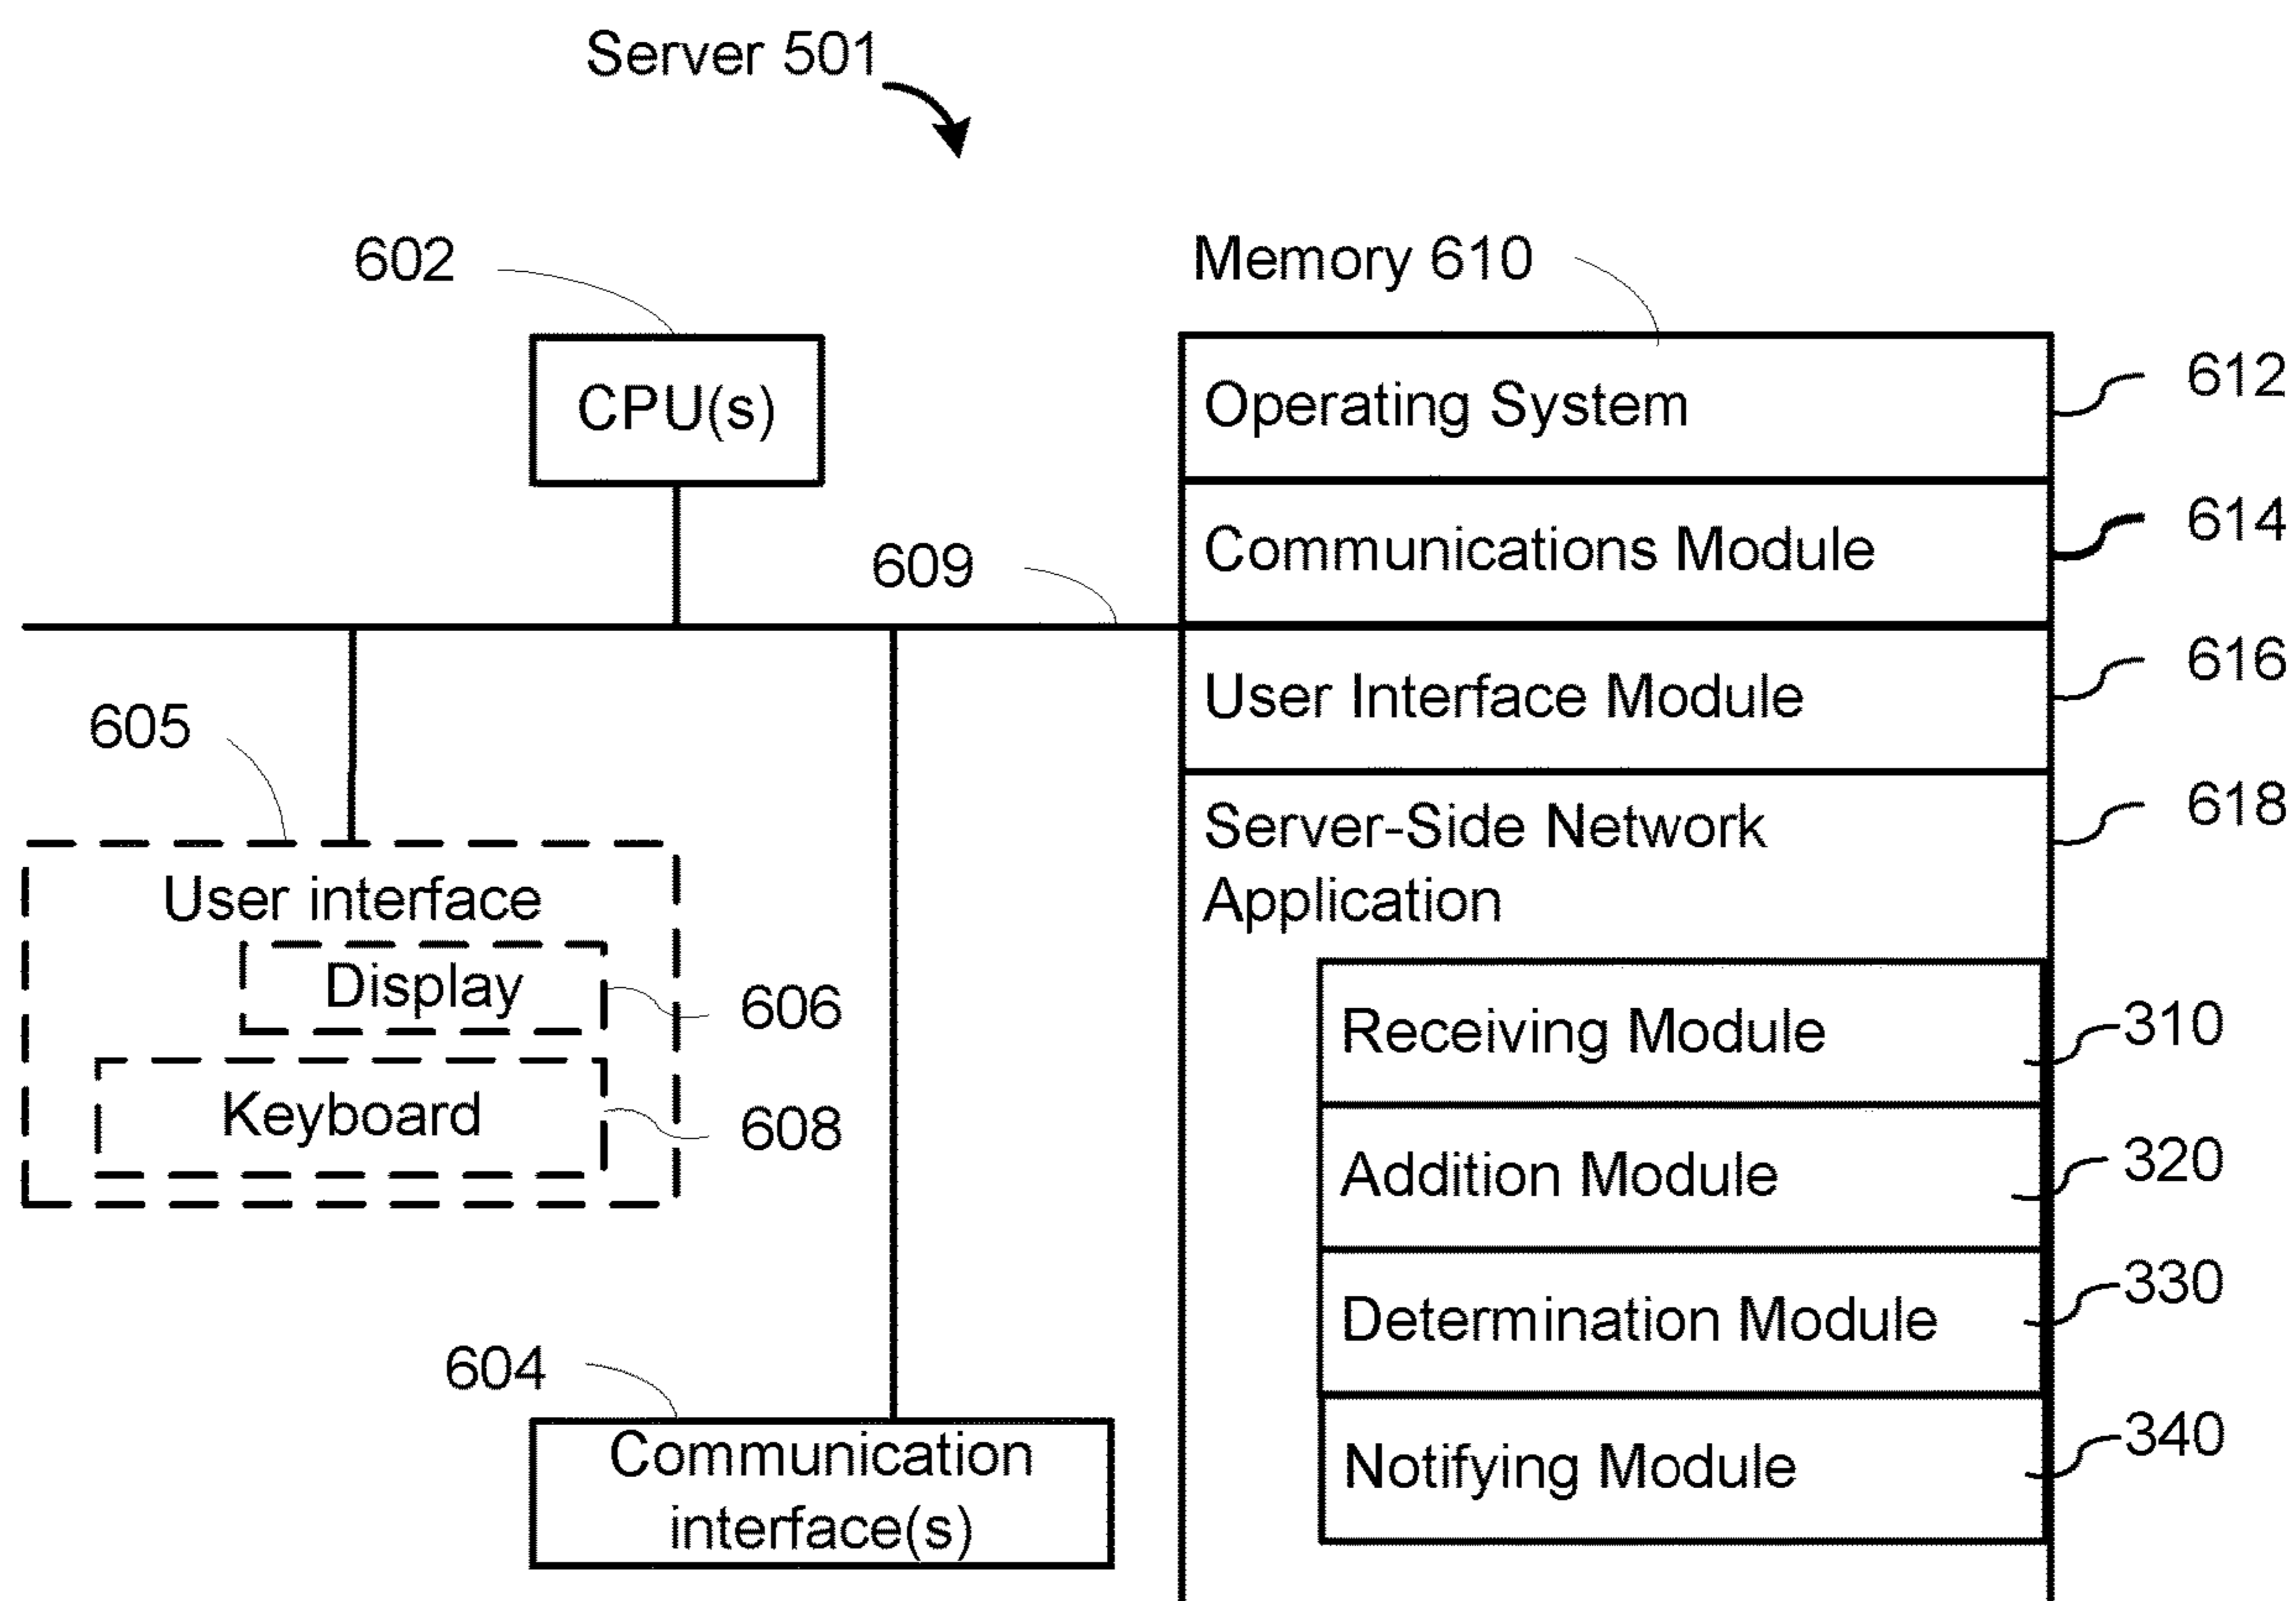 Server 501
602
Memory 610
CPU(s)
Operating System
612
Communications Module
614
609
User Interface Module
616
605
Server-Side Network
Application
618
User interface
Display
606
Keyboard
608
Receiving Module
310
Addition Module
320
Determination Module
330
604
Communication
interface(s)
Notifying Module
340